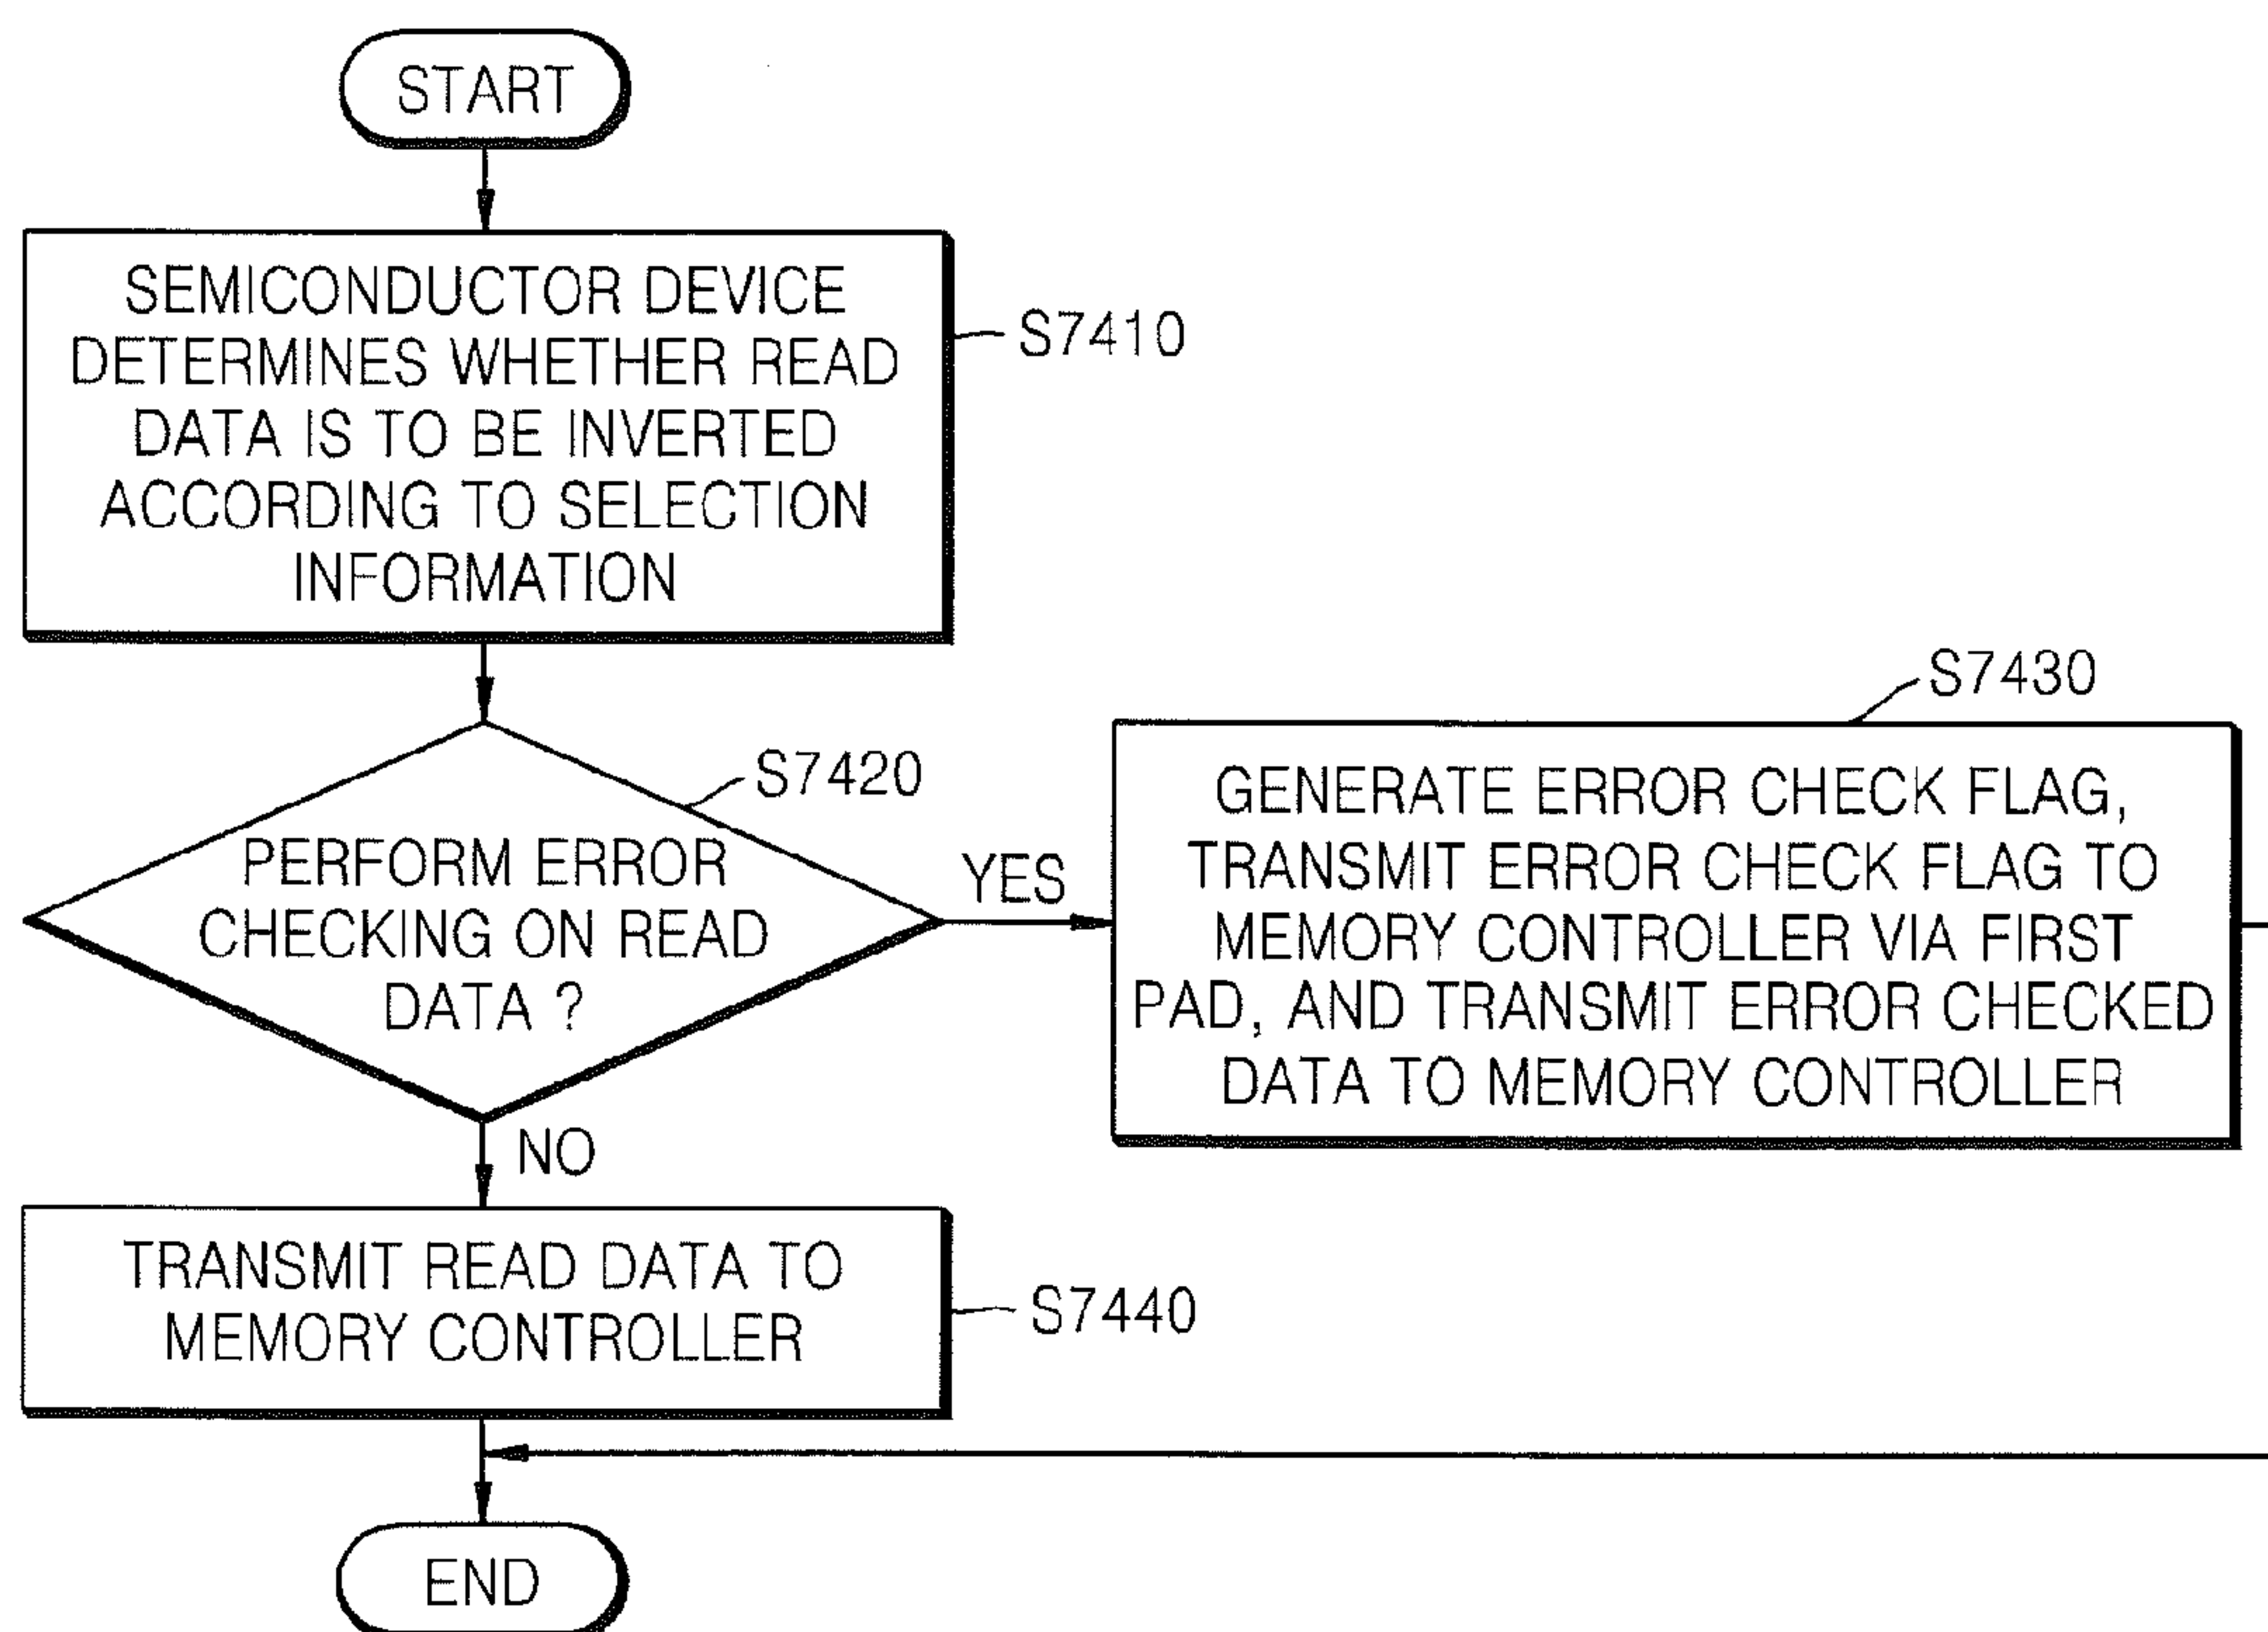 START
SEMICONDUCTOR DEVICE
DETERMINES WHETHER READ
DATA IS TO BE INVERTED
ACCORDING TO SELECTION
INFORMATION
S7410
S7420
PERFORM ERROR
CHECKING ON READ
DATA ?
YES
S7430
GENERATE ERROR CHECK FLAG,
TRANSMIT ERROR CHECK FLAG TO
MEMORY CONTROLLER VIA FIRST
PAD, AND TRANSMIT ERROR CHECKED
DATA TO MEMORY CONTROLLER
NO
TRANSMIT READ DATA TO
MEMORY CONTROLLER
S7440
END